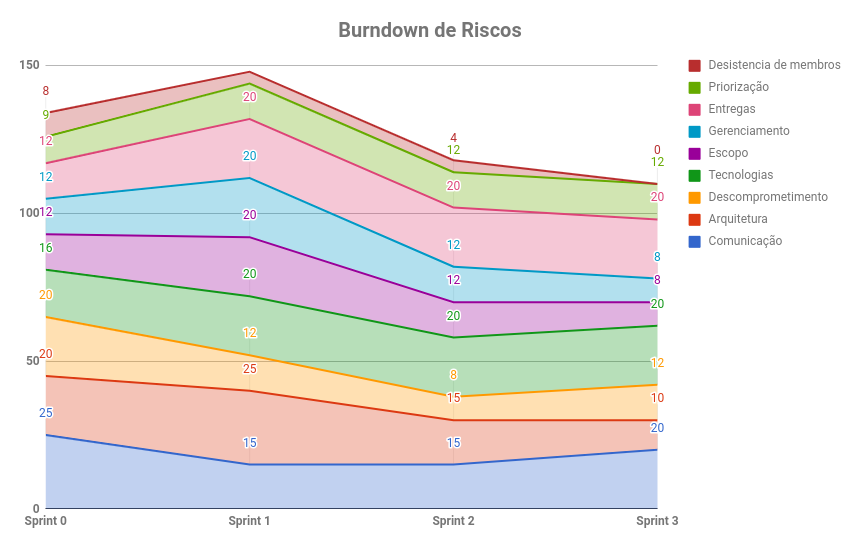 Burndown de Riscos
150
100
50
0
8
9
12
12
12
16
20
20
25
20
20
20
20
12
25
15
4
12
20
12
12
20
8
15
15
0
12
20
8
8
20
12
10
20
Sprint 0
Sprint 1
Sprint 2
Sprint 3
Desistencia de membros
Priorização
Entregas
Gerenciamento
Escopo
Tecnologias
Descomprometimento
Arquitetura
Comunicação